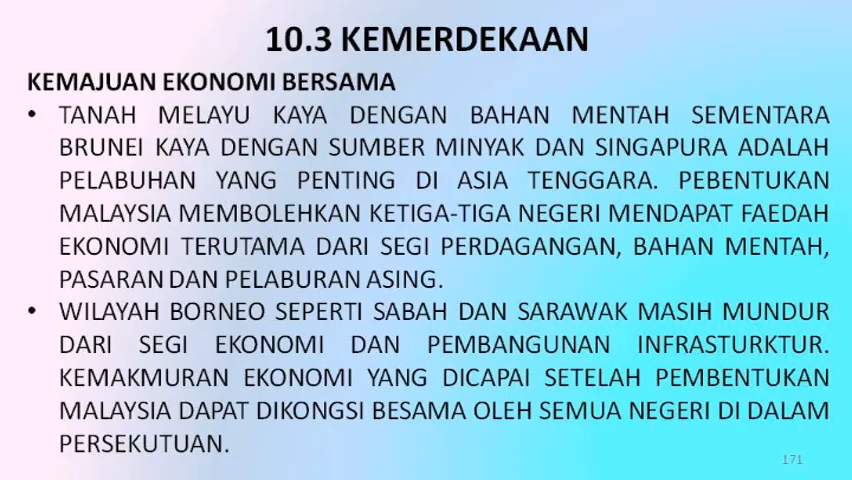 10.3 KEMERDEKAAN
KEMAJUAN EKONOMI BERSAMA
• TANAH MELAYU KAYA DENGAN BAHAN MENTAH SEMENTARA
BRUNEI KAYA DENGAN SUMBER MINYAK DAN SINGAPURA ADALAH
PELABUHAN YANG PENTING DI ASIA TENGGARA. PEBENTUKAN
MALAYSIA MEMBOLEHKAN KETIGA-TIGA NEGERI MENDAPAT FAEDAH
EKONOMI TERUTAMA DARI SEGI PERDAGANGAN, BAHAN MENTAH,
PASARAN DAN PELABURAN ASING.
• WILAYAH BORNEO SEPERTI SABAH DAN SARAWAK MASIH MUNDUR
DARI SEGI EKONOMI DAN PEMBANGUNAN INFRASTURKTUR.
KEMAKMURAN EKONOMI YANG DICAPAI SETELAH PEMBENTUKAN
MALAYSIA DAPAT DIKONGSI BESAMA OLEH SEMUA NEGERI DI DALAM
PERSEKUTUAN.
171